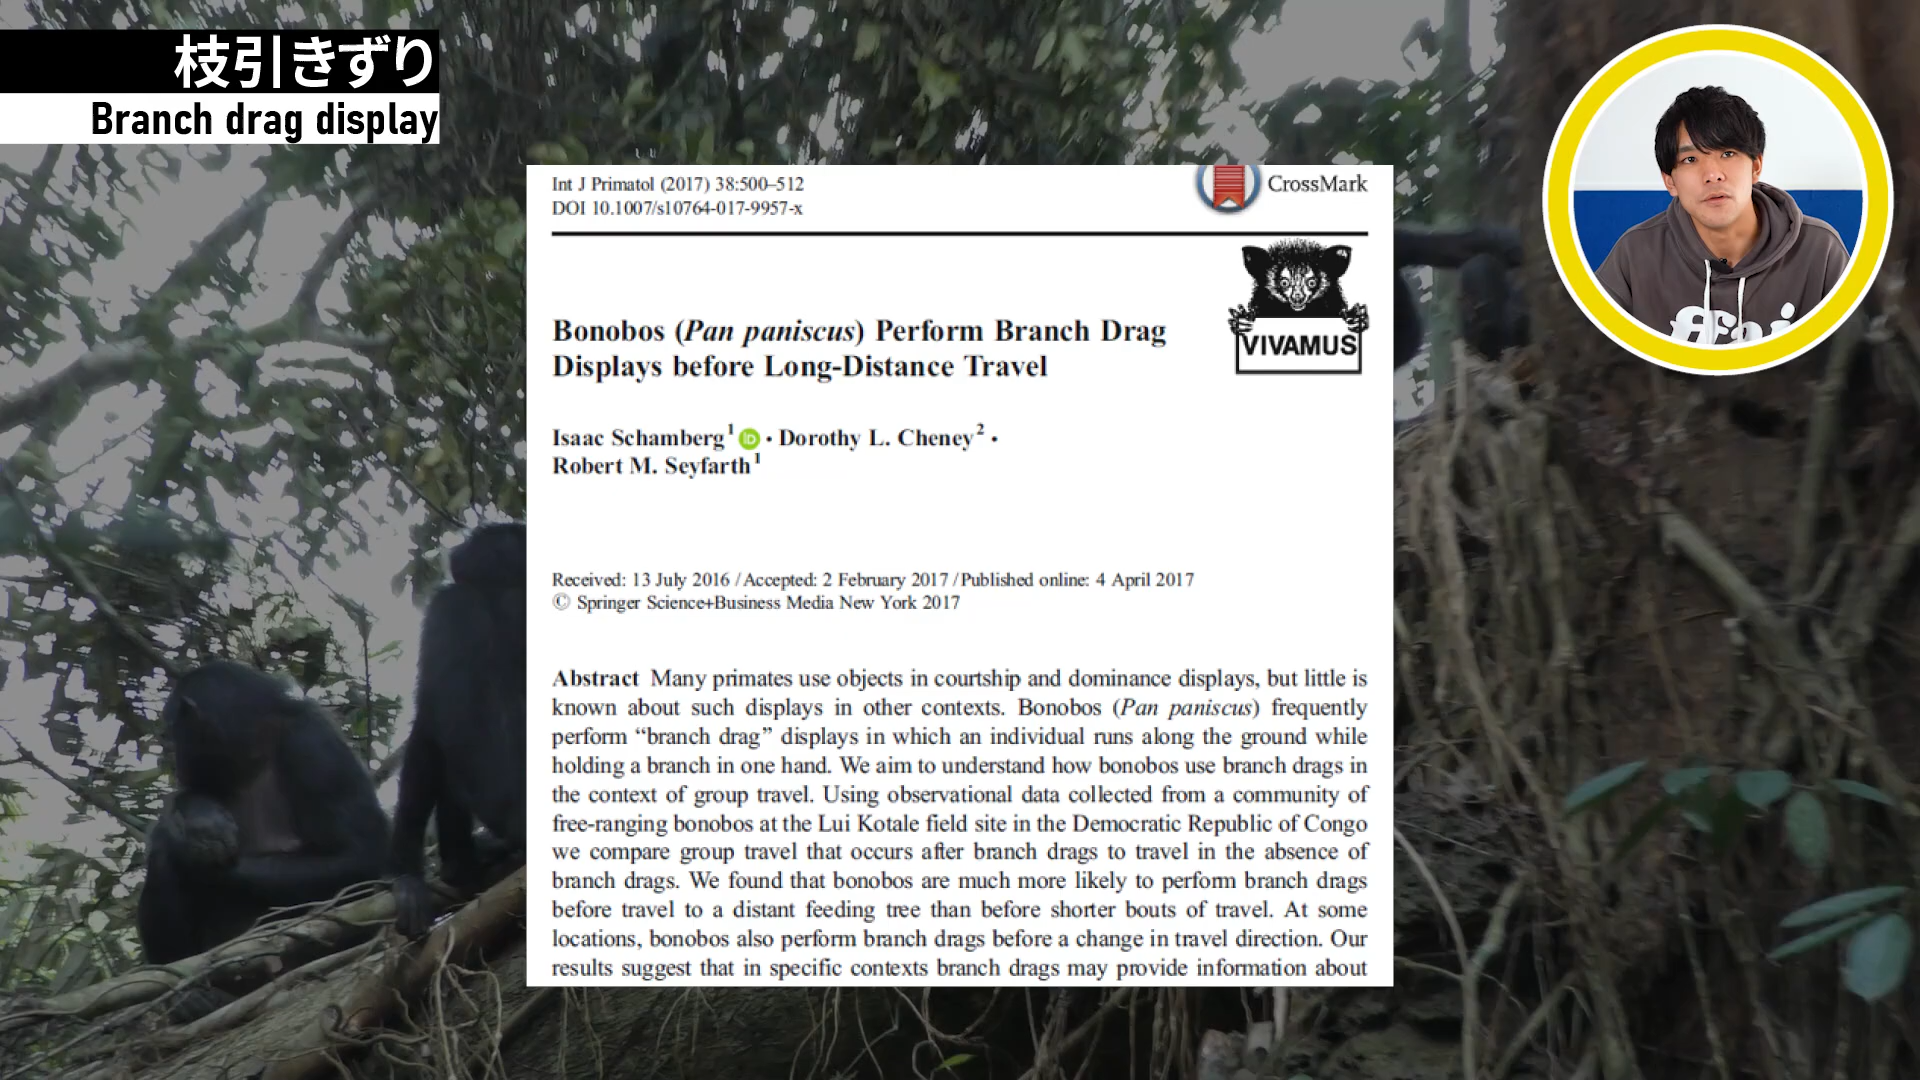 枝引きずり
Branch drag display
Int J Primatol (2017) 38:500–512
DOI 10.1007/s10764-017-9957-x
CrossMark
VIVAMUS
Bonobos (Pan paniscus) Perform Branch Drag
Displays before Long-Distance Travel
Isaac Schamberg1 iD · Dorothy L. Cheney2 ·
Robert M. Seyfarth1
Received: 13 July 2016 / Accepted: 2 February 2017 / Published online: 4 April 2017
© Springer Science+Business Media New York 2017
Abstract Many primates use objects in courtship and dominance displays, but little is
known about such displays in other contexts. Bonobos (Pan paniscus) frequently
perform “branch drag” displays in which an individual runs along the ground while
holding a branch in one hand. We aim to understand how bonobos use branch drags in
the context of group travel. Using observational data collected from a community of
free-ranging bonobos at the Lui Kotale field site in the Democratic Republic of Congo
we compare group travel that occurs after branch drags to travel in the absence of
branch drags. We found that bonobos are much more likely to perform branch drags
before travel to a distant feeding tree than before shorter bouts of travel. At some
locations, bonobos also perform branch drags before a change in travel direction. Our
results suggest that in specific contexts branch drags may provide information about